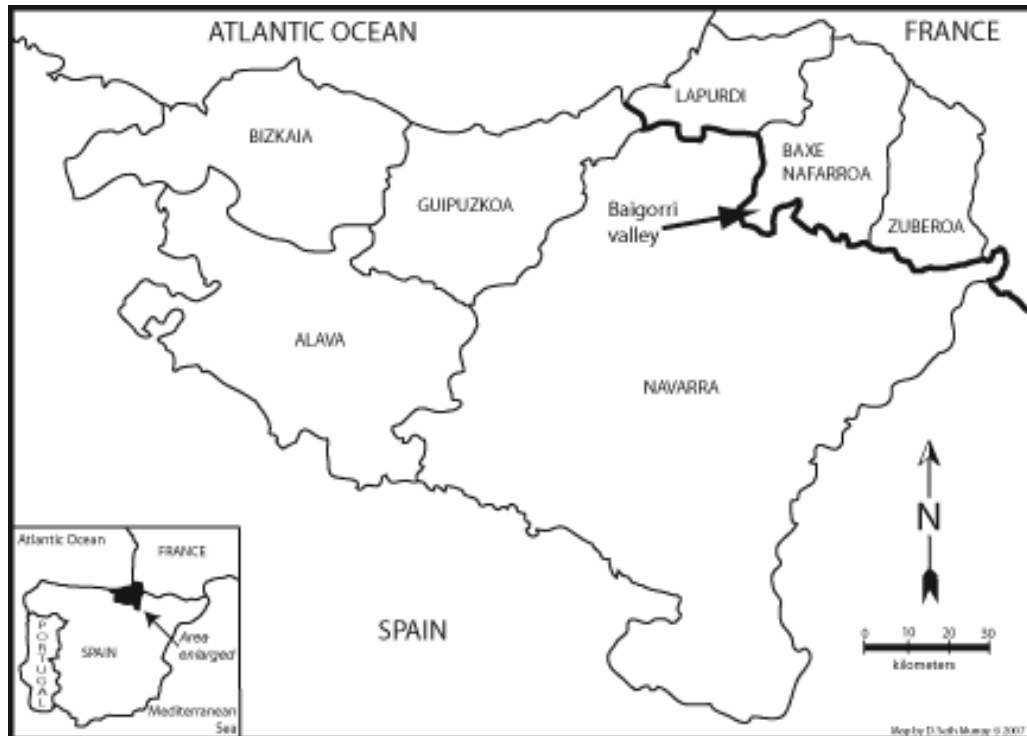 ATLANTIC OCEAN
FRANCE
LAPURDI
BIZKAIA
BAXE
NAFARROA
GUIPUZKOA
Baigorri
valley
ZUBEROA
ALAVA
NAVARRA
N
SPAIN
0 10 20 30
kilometers
Atlantic Ocean
FRANCE
PORTUGAL
SPAIN
Area
enlarged
Mediterranean
Sea
Map by D. Seth Murray © 2007